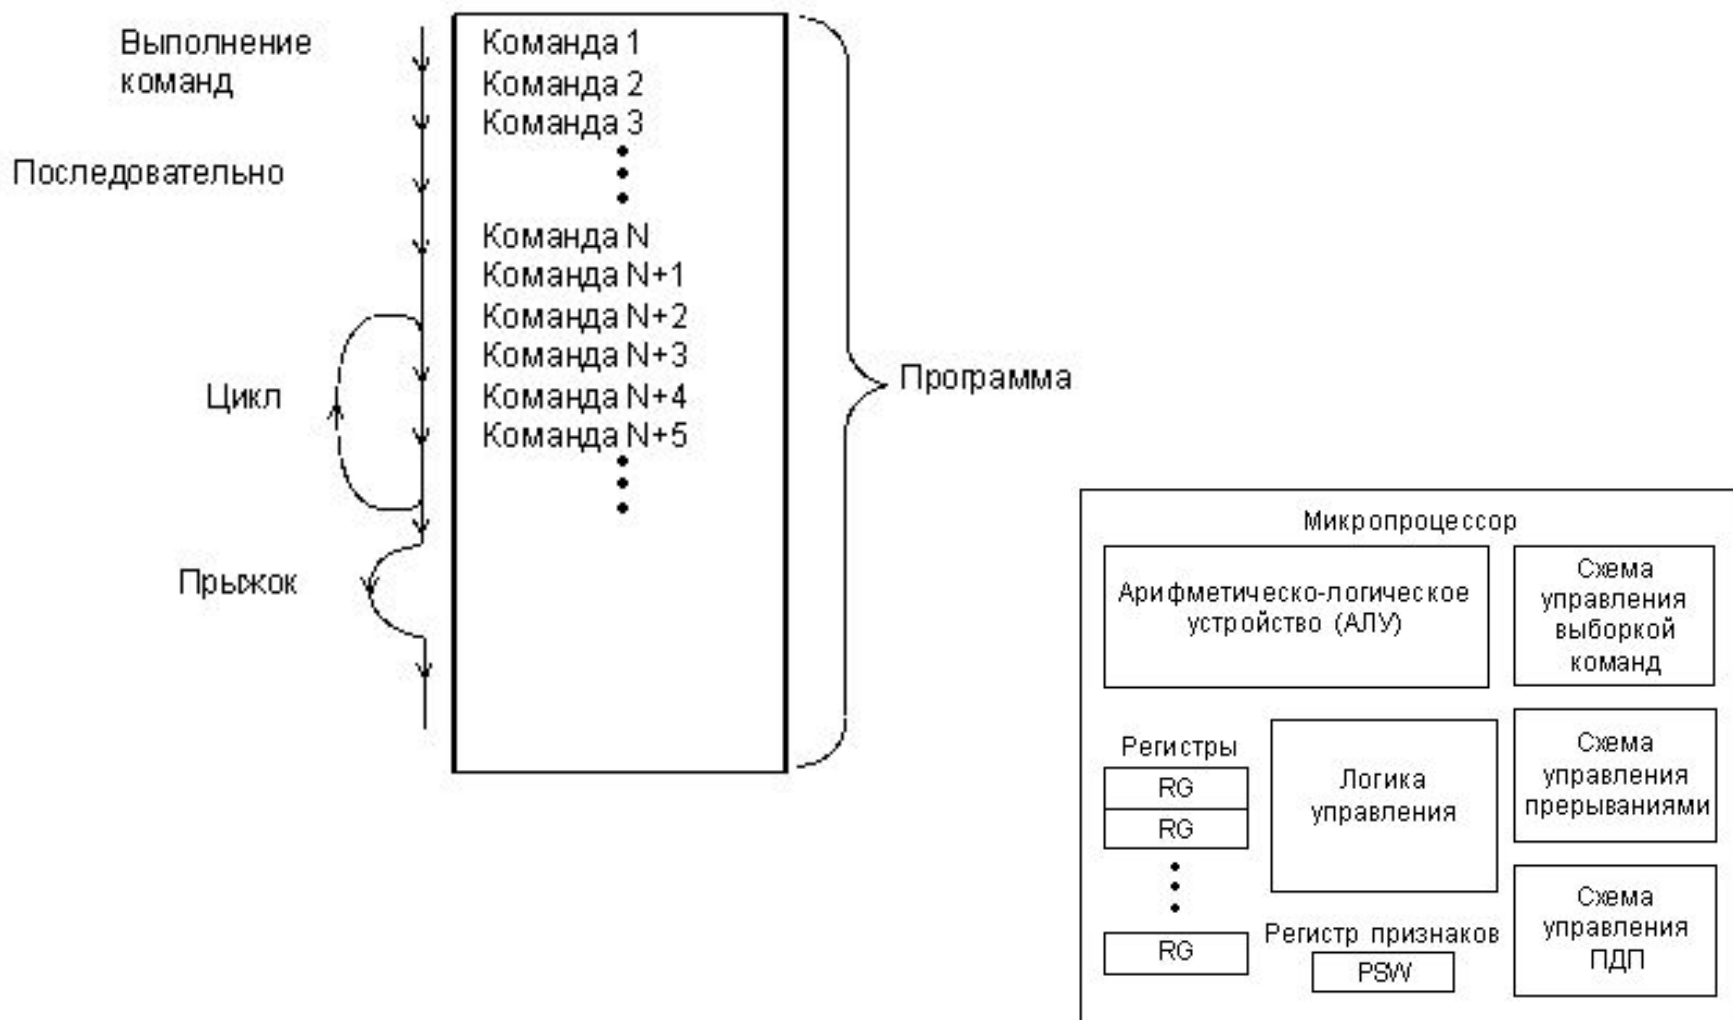 Выполнение
команд
Последовательно
Цикл
Прыжок
Команда 1
Команда 2
Команда 3
Команда N
Команда N+1
Команда N+2
Команда N+3
Команда N+4
Команда N+5
Программа
Микропроцессор
Арифметическо-логическое
устройство (АЛУ)
Схема
управления
выборкой
команд
Регистры
RG
RG
RG
Логика
управления
Схема
управления
прерываниями
Регистр признаков
PSW
Схема
управления
ПДП